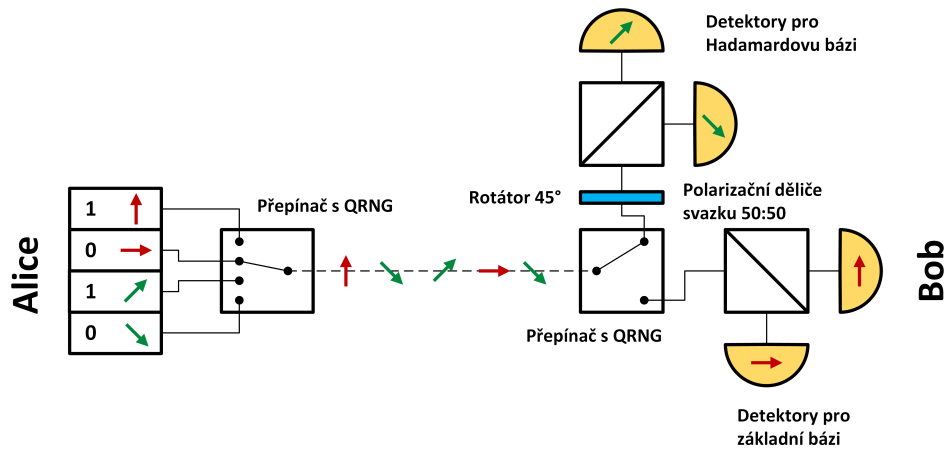 Detektory pro
Hadamardovu bázi
Rotátor 45°
Polarizační děliče
svazku 50:50
Přepínač s QRNG
Alice
1
0
1
0
Přepínač s QRNG
Bob
Detektory pro
základní bázi